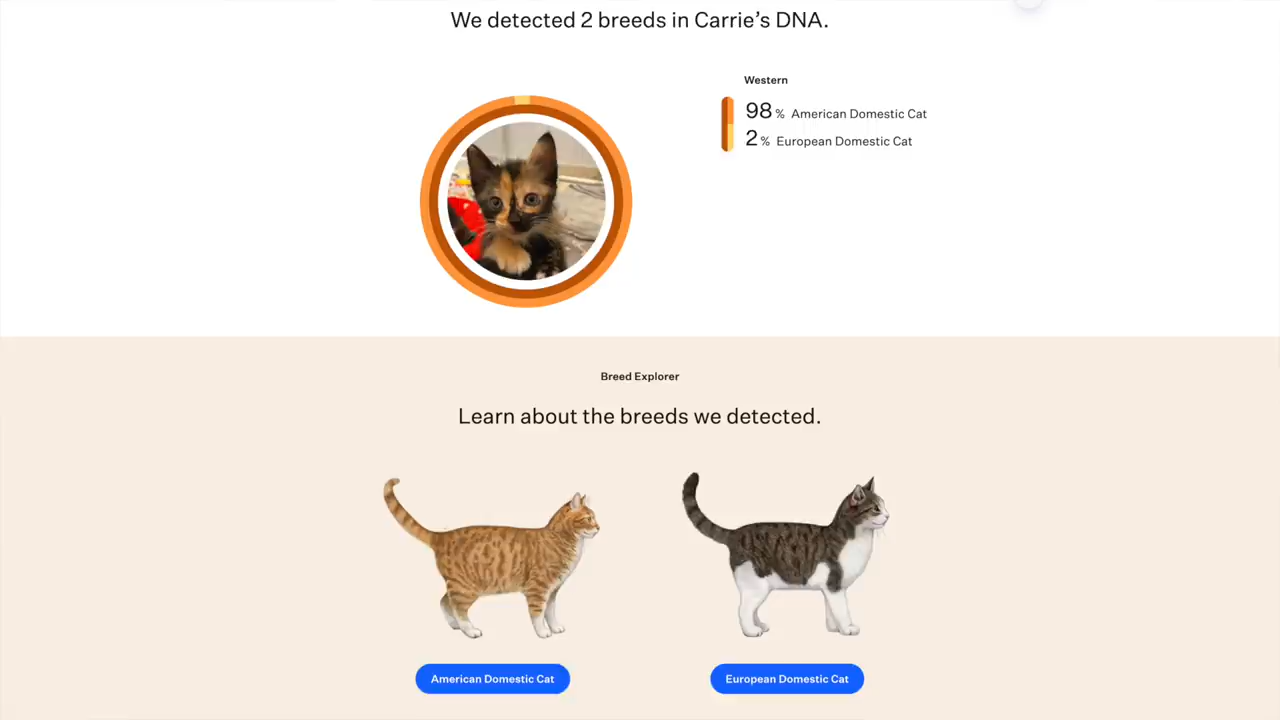 We detected 2 breeds in Carrie’s DNA.
Western
98 % American Domestic Cat
2 % European Domestic Cat
Breed Explorer
Learn about the breeds we detected.
American Domestic Cat
European Domestic Cat